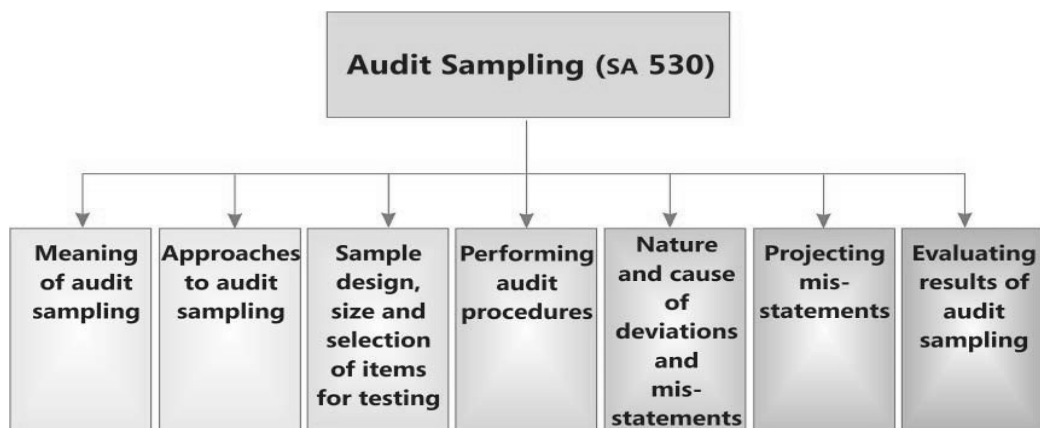 Audit Sampling (SA 530)
Meaning
of audit
sampling
Approaches
to audit
sampling
Sample
design,
size and
selection
of items
for testing
Performing
audit
procedures
Nature
and cause
of
deviations
and
mis-
statements
Projecting
mis-
statements
Evaluating
results of
audit
sampling